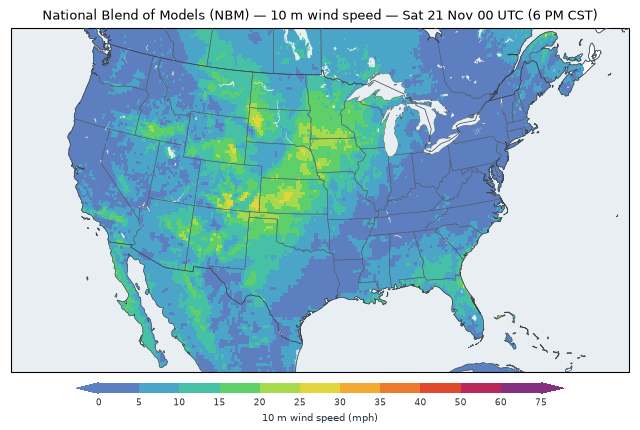 National Blend of Models (NBM) — 10 m wind speed — Sat 21 Nov 00 UTC (6 PM CST)
0 5 10 15 20 25 30 35 40 50 60 75
10 m wind speed (mph)